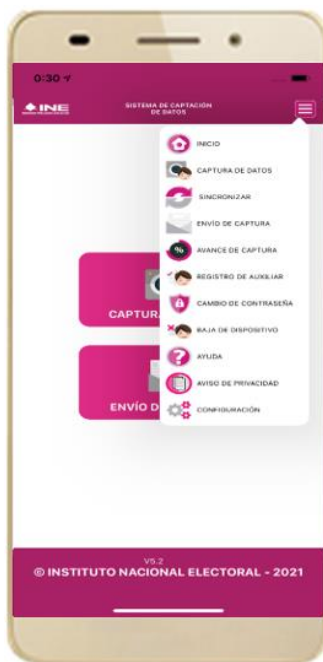 0:30
INE
SISTEMA DE CAPTACIÓN
DE DATOS
INICIO
CAPTURA DE DATOS
SINCRONIZAR
ENVÍO DE CAPTURA
%
AVANCE DE CAPTURA
REGISTRO DE AUXILIAR
CAMBIO DE CONTRASEÑA
BAJA DE DISPOSITIVO
?
AYUDA
AVISO DE PRIVACIDAD
CONFIGURACIÓN
CAPTURA
ENVÍO D
V5.2
© INSTITUTO NACIONAL ELECTORAL - 2021